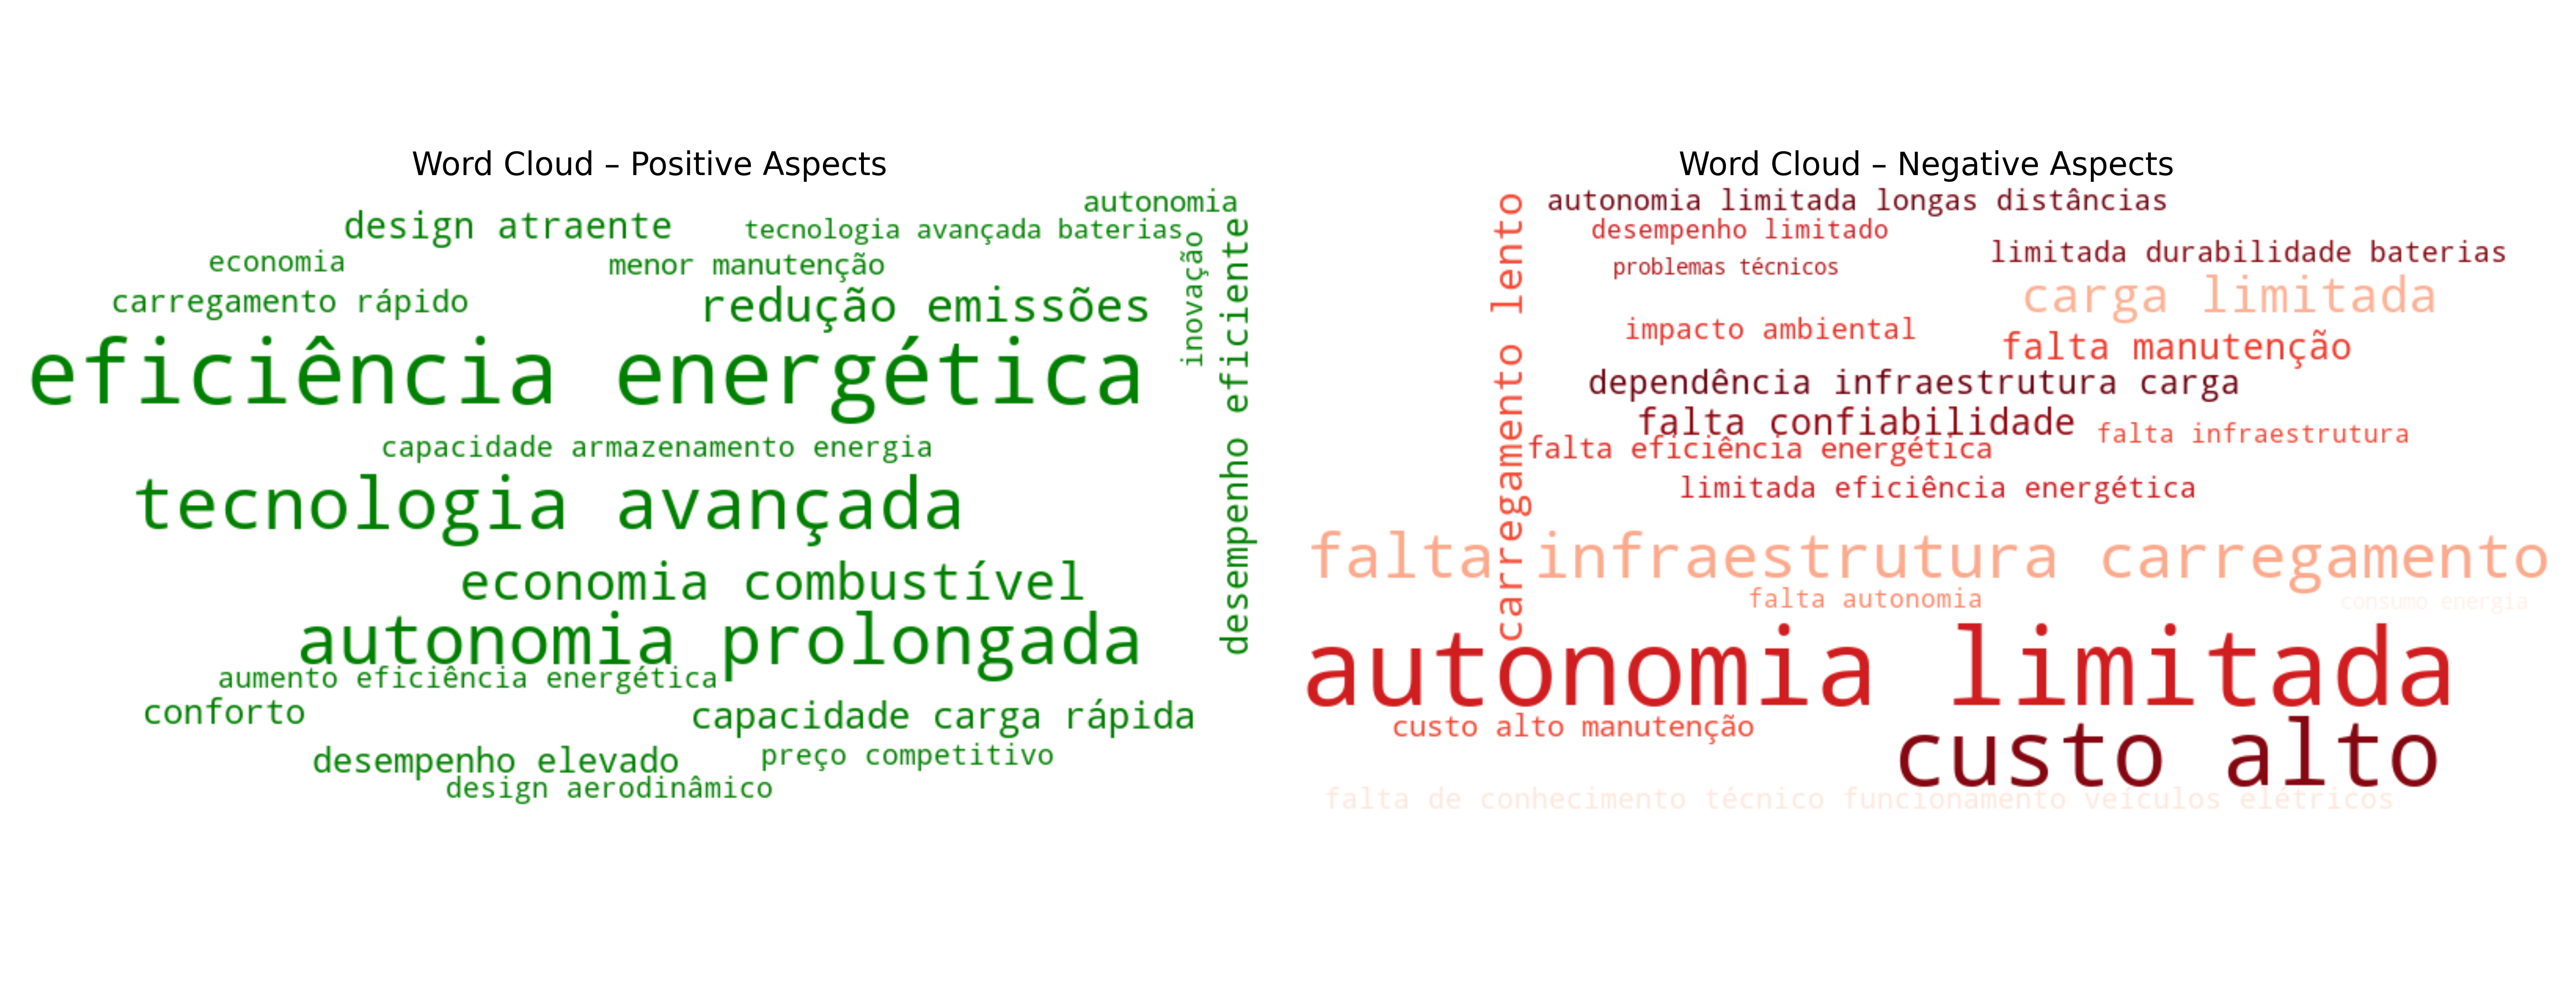 Word Cloud – Positive Aspects
autonomia
design atraente
tecnologia avançada baterias
economia
menor manutenção
inovação
carregamento rápido
redução emissões
desempenho eficiente
eficiência energética
capacidade armazenamento energia
tecnologia avançada
economia combustível
autonomia prolongada
aumento eficiência energética
conforto
capacidade carga rápida
desempenho elevado
preço competitivo
design aerodinâmico
Word Cloud – Negative Aspects
autonomia limitada longas distâncias
desempenho limitado
limitada durabilidade baterias
problemas técnicos
carga limitada
carregamento lento
impacto ambiental
falta manutenção
dependência infraestrutura carga
falta confiabilidade
falta infraestrutura
falta eficiência energética
limitada eficiência energética
falta infraestrutura carregamento
falta autonomia
consumo energia
autonomia limitada
custo alto manutenção
custo alto
falta de conhecimento técnico funcionamento veículos elétricos